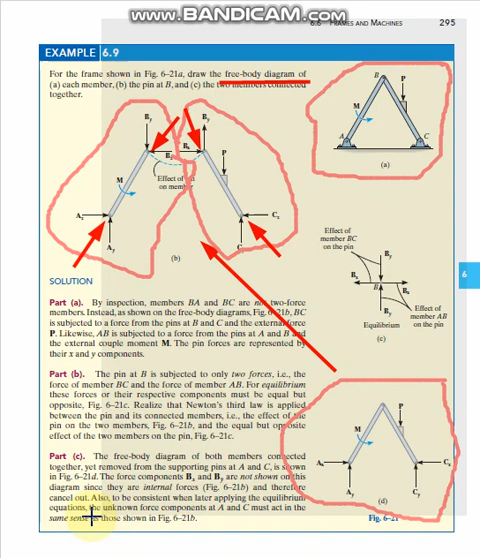 www.BANDICAM.com
6.6 FRAMES AND MACHINES 295
EXAMPLE 6.9
For the frame shown in Fig. 6–21a, draw the free-body diagram of
(a) each member, (b) the pin at B, and (c) the two members connected
together.
B
P
M
A
C
(a)
By
By
Bx
Bx
P
Effect of
on member
M
Ax
Cx
Ay
C
(b)
Effect of
member BC
on the pin
By
Bx
B
Bx
By
Effect of
member AB
on the pin
Equilibrium
(c)
6
SOLUTION
Part (a). By inspection, members BA and BC are not two-force
members. Instead, as shown on the free-body diagrams, Fig. 6–21b, BC
is subjected to a force from the pins at B and C and the external force
P. Likewise, AB is subjected to a force from the pins at A and B and
the external couple moment M. The pin forces are represented by
their x and y components.
Part (b). The pin at B is subjected to only two forces, i.e., the
force of member BC and the force of member AB. For equilibrium
these forces or their respective components must be equal but
opposite, Fig. 6–21c. Realize that Newton's third law is applied
between the pin and its connected members, i.e., the effect of the
pin on the two members, Fig. 6–21b, and the equal but opposite
effect of the two members on the pin, Fig. 6–21c.
Part (c). The free-body diagram of both members connected
together, yet removed from the supporting pins at A and C, is shown
in Fig. 6–21d. The force components Bx and By are not shown on this
diagram since they are internal forces (Fig. 6–21b) and therefore
cancel out. Also, to be consistent when later applying the equilibrium
equations, the unknown force components at A and C must act in the
same sense as those shown in Fig. 6–21b.
P
M
Ax
Cx
Ay
Cy
(d)
Fig. 6–21